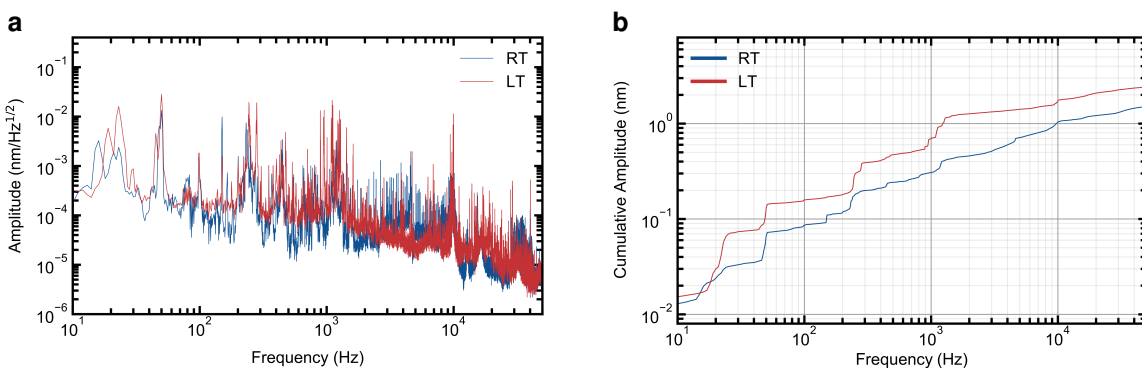 a
b
Amplitude (nm/Hz^1/2)
10^−1
10^−2
10^−3
10^−4
10^−5
10^−6
RT
LT
10^1
10^2
10^3
10^4
Frequency (Hz)
Cumulative Amplitude (nm)
10^0
10^−1
10^−2
RT
LT
10^1
10^2
10^3
10^4
Frequency (Hz)